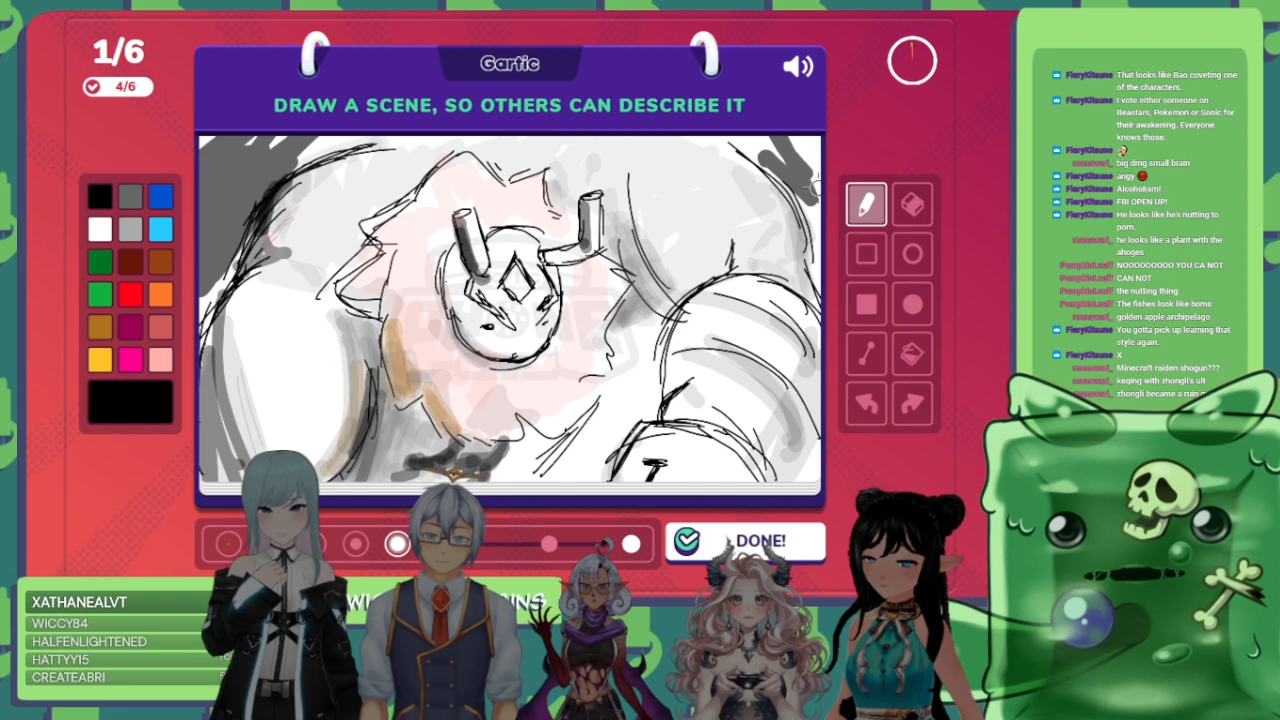 1/6
4/6
Gartic
DRAW A SCENE, SO OTHERS CAN DESCRIBE IT
DONE!
XATHANEALVT
WICCY84
HALFENLIGHTENED
HATTYY15
CREATEABRI
FieryKitsune That looks like Bao coveting one
of the characters.
FieryKitsune I vote either someone on
Beastars, Pokemon or Sonic for
their awakening. Everyone
knows those.
FieryKitsune
big dmg small brain
FieryKitsune angy
FieryKitsune Alcoholism!
FieryKitsune FBI OPEN UP!
FieryKitsune He looks like he's nutting to
porn.
he looks like a plant with the
ahoges
NOOOOOOOO YOU CA NOT
CAN NOT
the nutting thing
The fishes look like boms
golden apple archipelago
FieryKitsune You gotta pick up learning that
style again.
FieryKitsune X
Minecraft raiden shogun???
keqing with zhongli's ult
zhongli became a ruin